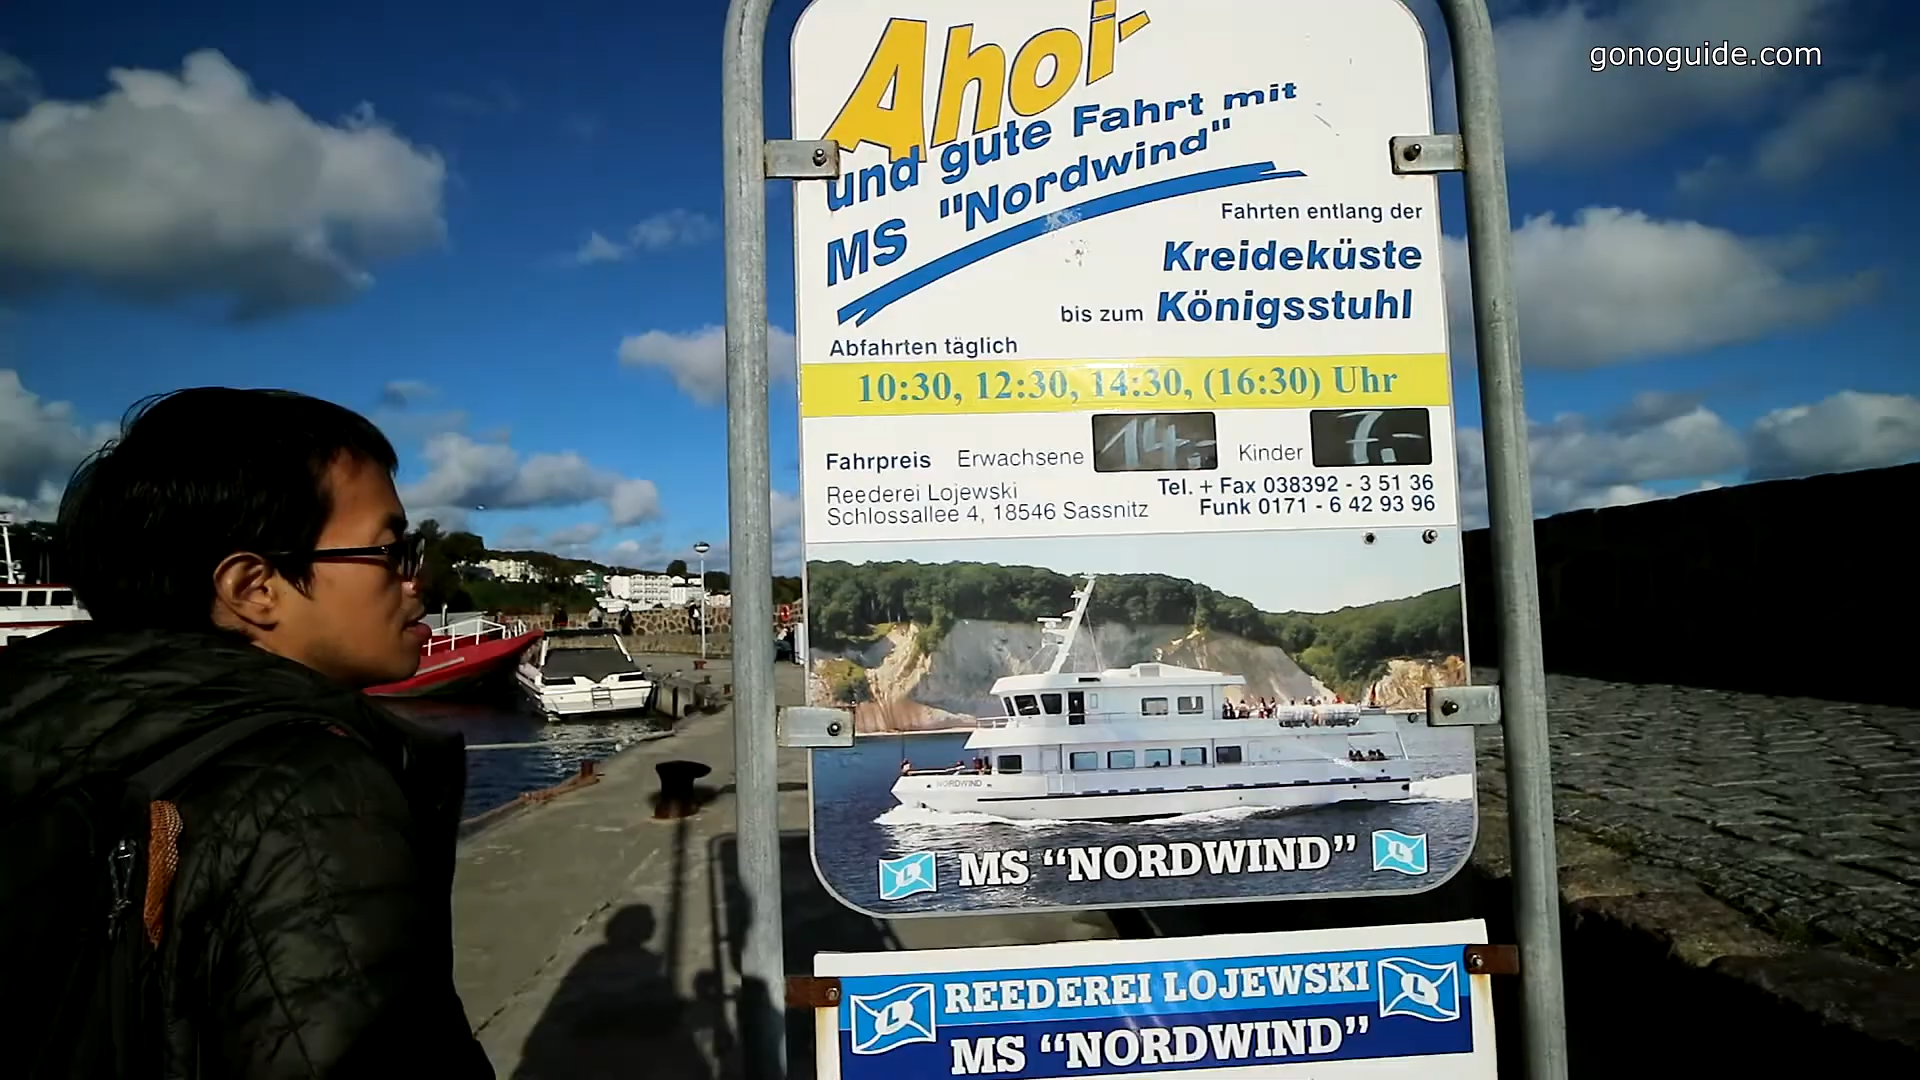 gonoguide.com
Ahoi-
und gute Fahrt mit
MS "Nordwind"
Fahrten entlang der
Kreideküste
bis zum Königsstuhl
Abfahrten täglich
10:30, 12:30, 14:30, (16:30) Uhr
Fahrpreis Erwachsene 14,- Kinder 7,-
Reederei Lojewski Tel. + Fax 038392 - 3 51 36
Schlossallee 4, 18546 Sassnitz Funk 0171 - 6 42 93 96
NORDWIND
L MS “NORDWIND” L
L REEDEREI LOJEWSKI L
MS “NORDWIND”